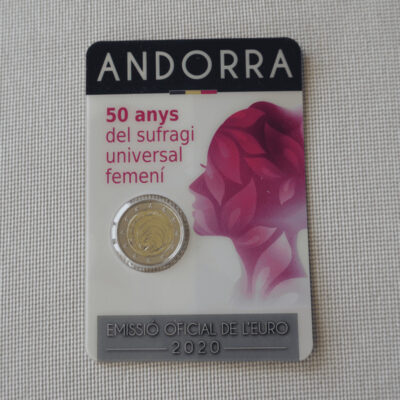 ANDORRA
50 anys
del sufragi
universal
femení
EMISSIÓ OFICIAL DE L'EURO
2020